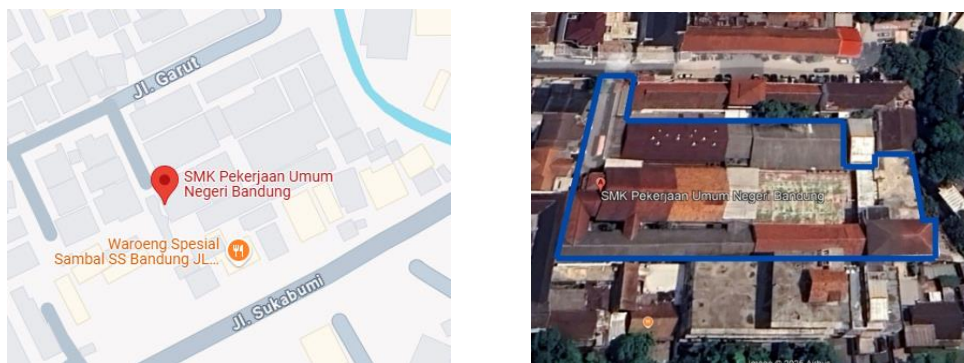 Jl. Garut
SMK Pekerjaan Umum
Negeri Bandung
Waroeng Spesial
Sambal SS Bandung JL...
Jl. Sukabumi
SMK Pekerjaan Umum Negeri Bandung